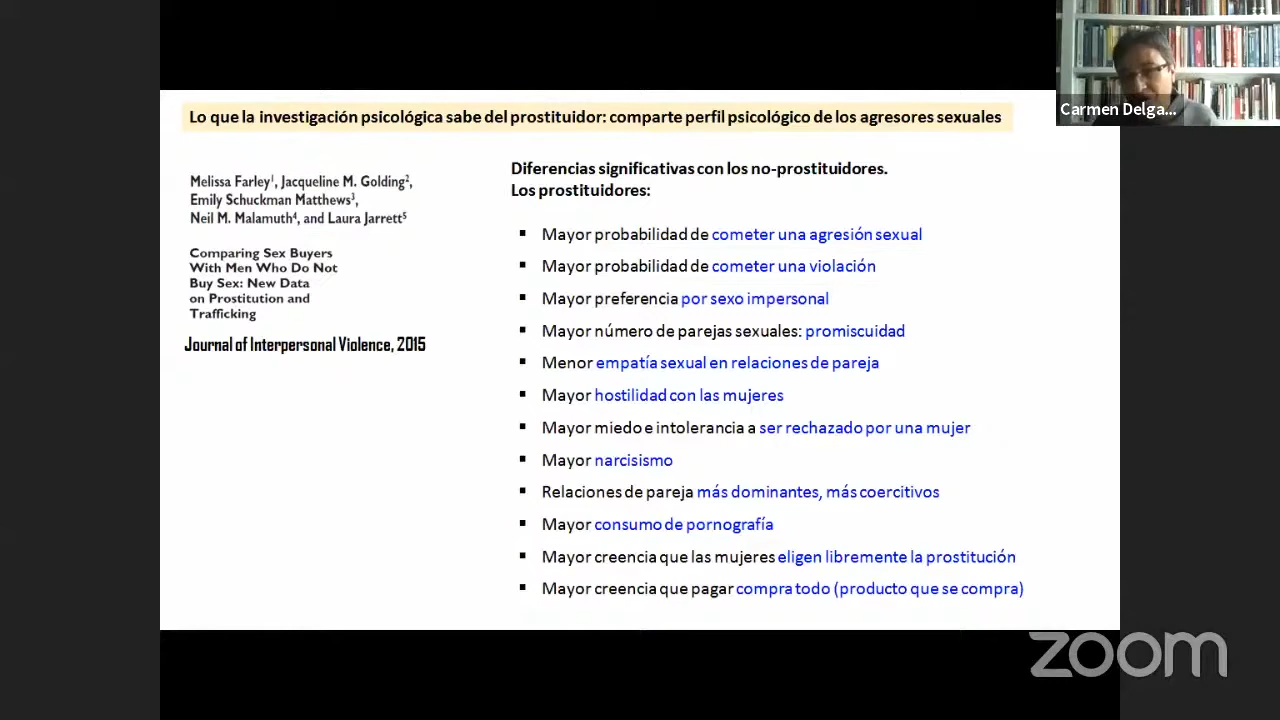 Carmen Delga...
Lo que la investigación psicológica sabe del prostituidor: comparte perfil psicológico de los agresores sexuales
Melissa Farley¹, Jacqueline M. Golding²,
Emily Schuckman Matthews³,
Neil M. Malamuth⁴, and Laura Jarrett⁵
Comparing Sex Buyers
With Men Who Do Not
Buy Sex: New Data
on Prostitution and
Trafficking
Journal of Interpersonal Violence, 2015
Diferencias significativas con los no-prostituidores.
Los prostituidores:
▪ Mayor probabilidad de cometer una agresión sexual
▪ Mayor probabilidad de cometer una violación
▪ Mayor preferencia por sexo impersonal
▪ Mayor número de parejas sexuales: promiscuidad
▪ Menor empatía sexual en relaciones de pareja
▪ Mayor hostilidad con las mujeres
▪ Mayor miedo e intolerancia a ser rechazado por una mujer
▪ Mayor narcisismo
▪ Relaciones de pareja más dominantes, más coercitivos
▪ Mayor consumo de pornografía
▪ Mayor creencia que las mujeres eligen libremente la prostitución
▪ Mayor creencia que pagar compra todo (producto que se compra)
zoom